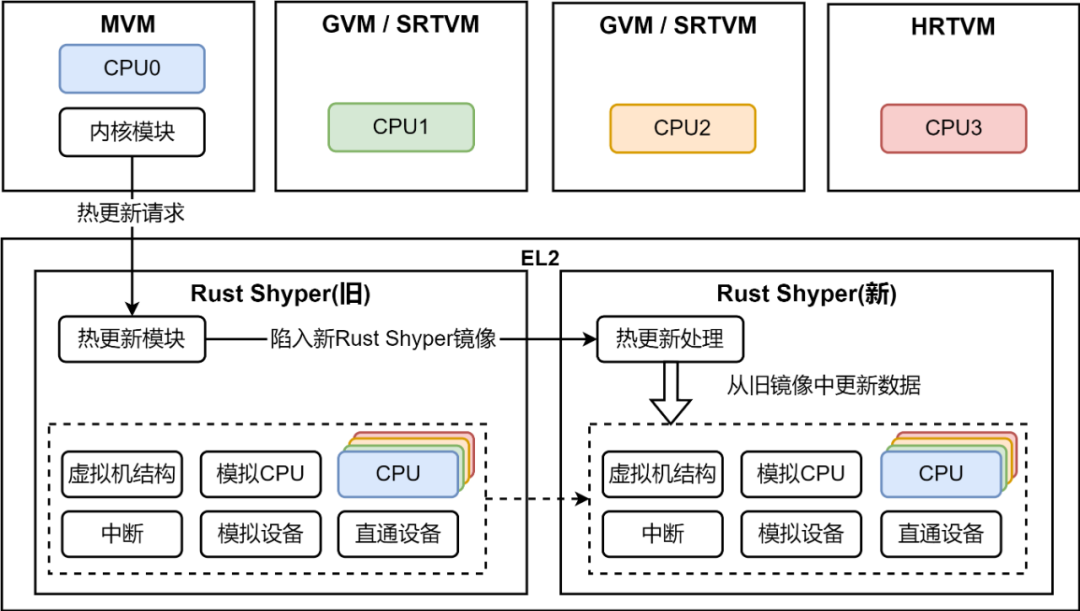 MVM
CPU0
内核模块
GVM / SRTVM
CPU1
GVM / SRTVM
CPU2
HRTVM
CPU3
热更新请求
EL2
Rust Shyper(旧)
热更新模块
陷入新Rust Shyper镜像
虚拟机结构
模拟CPU
CPU
中断
模拟设备
直通设备
Rust Shyper(新)
热更新处理
从旧镜像中更新数据
虚拟机结构
模拟CPU
CPU
中断
模拟设备
直通设备